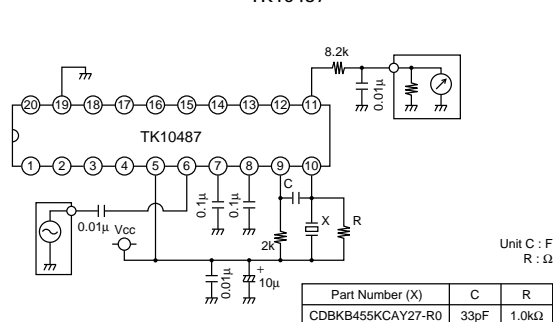 8.2k
0.01μ
20 19 18 17 16 15 14 13 12 11
TK10487
1 2 3 4 5 6 7 8 9 10
C
0.01μ
Vcc
0.1μ
0.1μ
2k
X
R
0.01μ
+
10μ
Unit C : F
R : Ω
Part Number (X) C R
CDBKB455KCAY27-R0 33pF 1.0kΩ